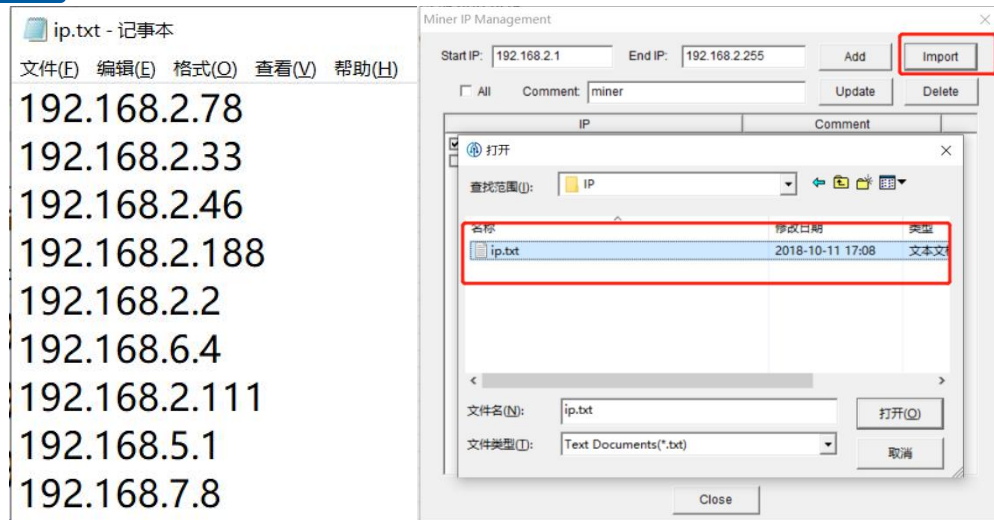 ip.txt - 记事本
文件(F) 编辑(E) 格式(O) 查看(V) 帮助(H)
192.168.2.78
192.168.2.33
192.168.2.46
192.168.2.188
192.168.2.2
192.168.6.4
192.168.2.111
192.168.5.1
192.168.7.8
Miner IP Management
Start IP: 192.168.2.1 End IP: 192.168.2.255 Add Import
All Comment: miner Update Delete
IP Comment
打开
查找范围(I): IP
名称 修改日期 类型
ip.txt 2018-10-11 17:08 文本文
文件名(N): ip.txt 打开(O)
文件类型(T): Text Documents(*.txt) 取消
Close